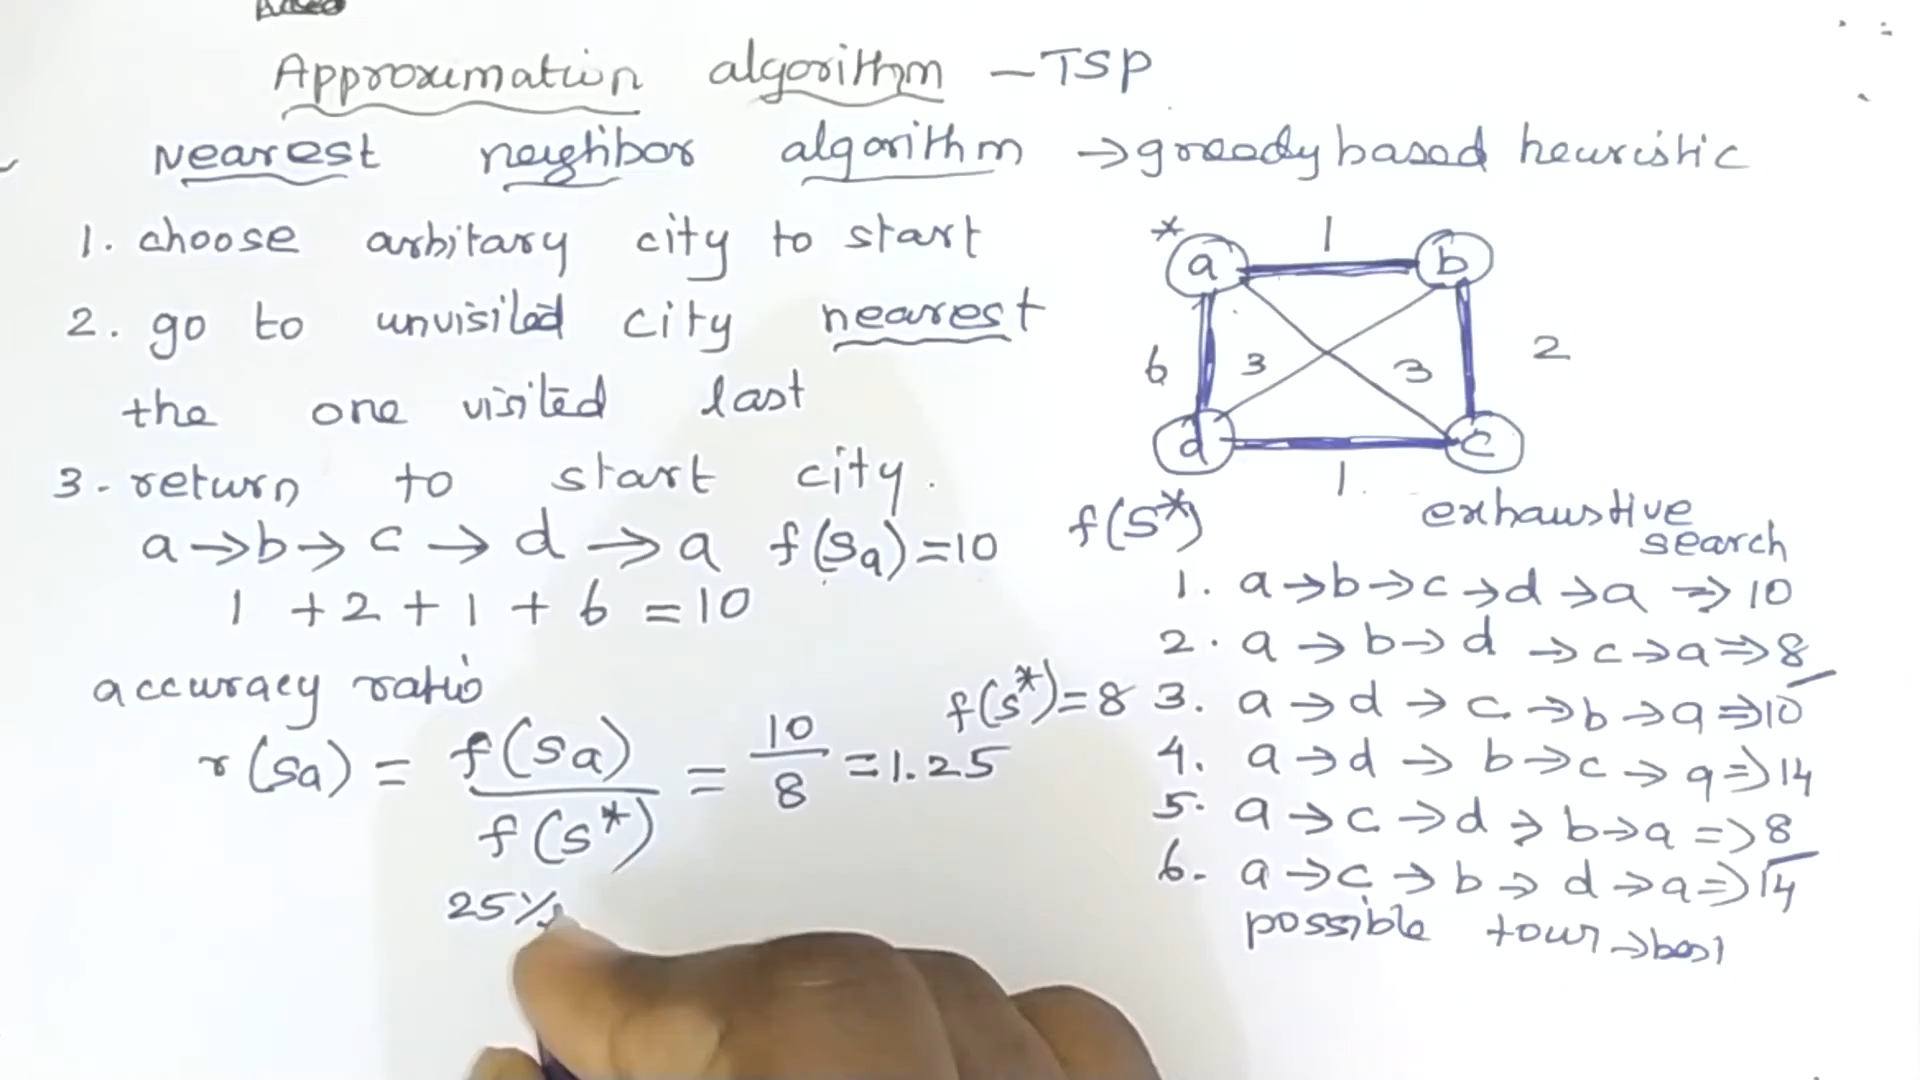 Approximation algorithm - TSP
Nearest neighbor algorithm → greedy based heuristic
1. choose arbitary city to start
2. go to unvisited city nearest
the one visited last
3. return to start city.
a → b → c → d → a f(sa) = 10
1 + 2 + 1 + 6 = 10
accuracy ratio
r(sa) = f(sa) / f(s*) = 10 / 8 = 1.25
25%
* a 1 b
6 3 3 2
d 1 c
f(s*) exhaustive
search
1. a → b → c → d → a ⇒ 10
2. a → b → d → c → a ⇒ 8
f(s*) = 8 3. a → d → c → b → a ⇒ 10
4. a → d → b → c → a ⇒ 14
5. a → c → d → b → a ⇒ 8
6. a → c → b → d → a ⇒ 14
possible tour → best